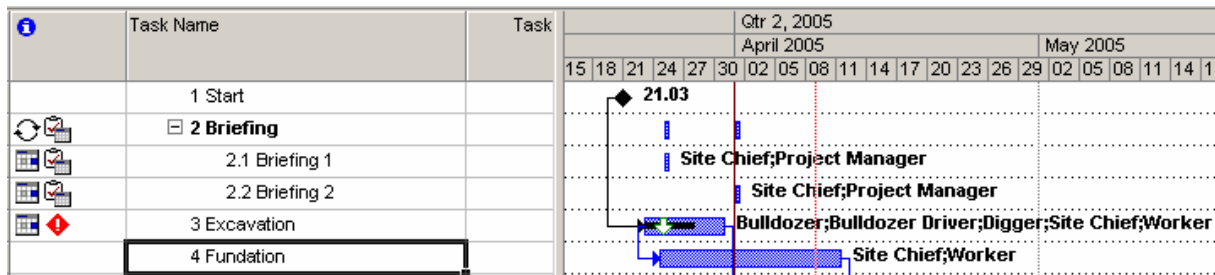 Task Name Task Qtr 2, 2005
April 2005 May 2005
15 18 21 24 27 30 02 05 08 11 14 17 20 23 26 29 02 05 08 11 14 1
1 Start 21.03
2 Briefing
2.1 Briefing 1 Site Chief;Project Manager
2.2 Briefing 2 Site Chief;Project Manager
3 Excavation Bulldozer;Bulldozer Driver;Digger;Site Chief;Worker
4 Fundation Site Chief;Worker